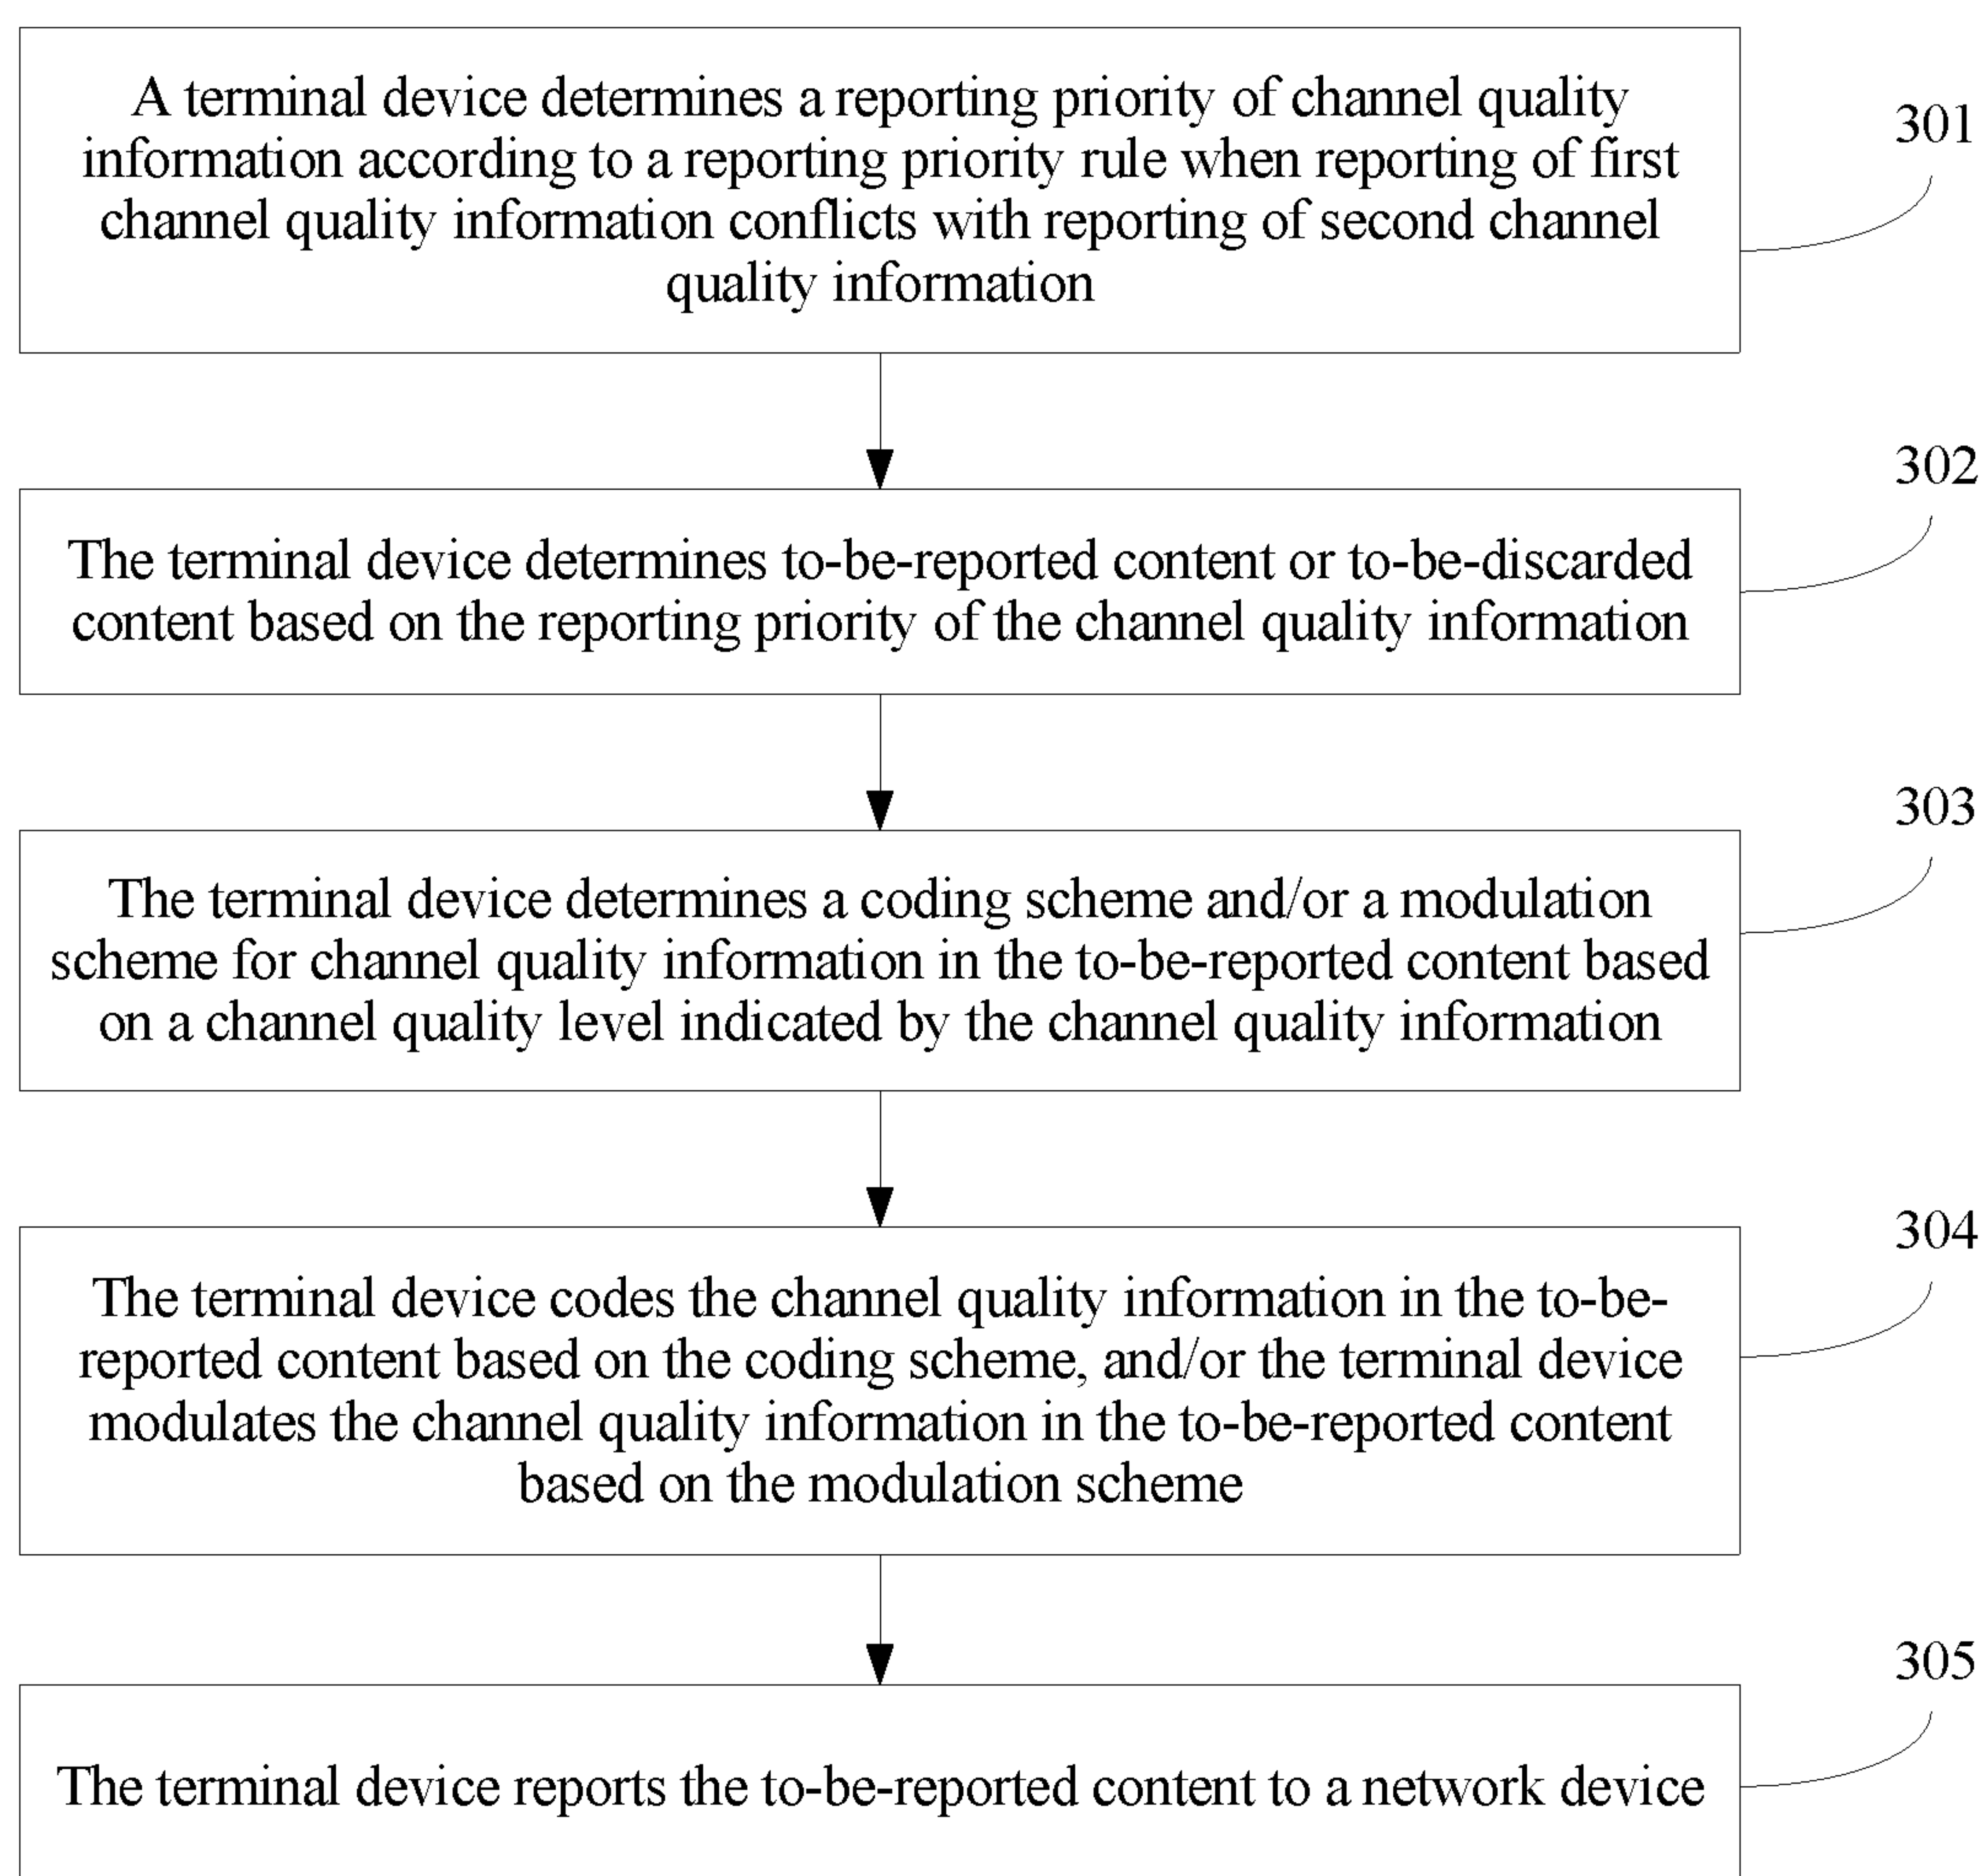 A terminal device determines a reporting priority of channel quality
information according to a reporting priority rule when reporting of first
channel quality information conflicts with reporting of second channel
quality information
301
The terminal device determines to-be-reported content or to-be-discarded
content based on the reporting priority of the channel quality information
302
The terminal device determines a coding scheme and/or a modulation
scheme for channel quality information in the to-be-reported content based
on a channel quality level indicated by the channel quality information
303
The terminal device codes the channel quality information in the to-be-
reported content based on the coding scheme, and/or the terminal device
modulates the channel quality information in the to-be-reported content
based on the modulation scheme
304
The terminal device reports the to-be-reported content to a network device
305